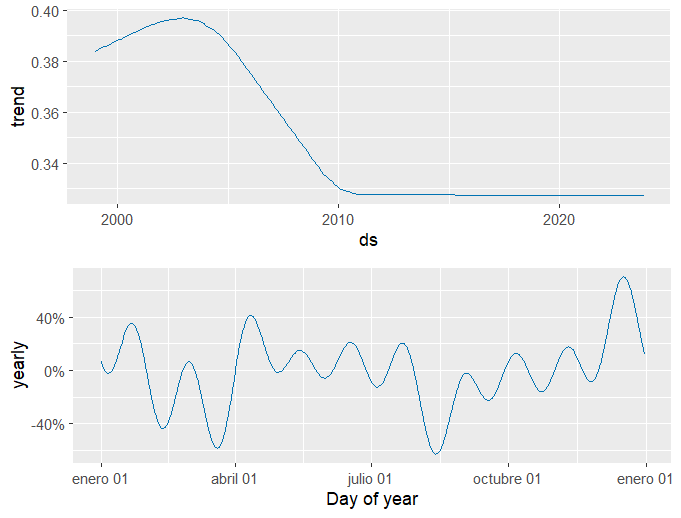 0.40
0.38
0.36
0.34
trend
2000 2010 2020
ds
40%
0%
-40%
yearly
enero 01 abril 01 julio 01 octubre 01 enero 01
Day of year